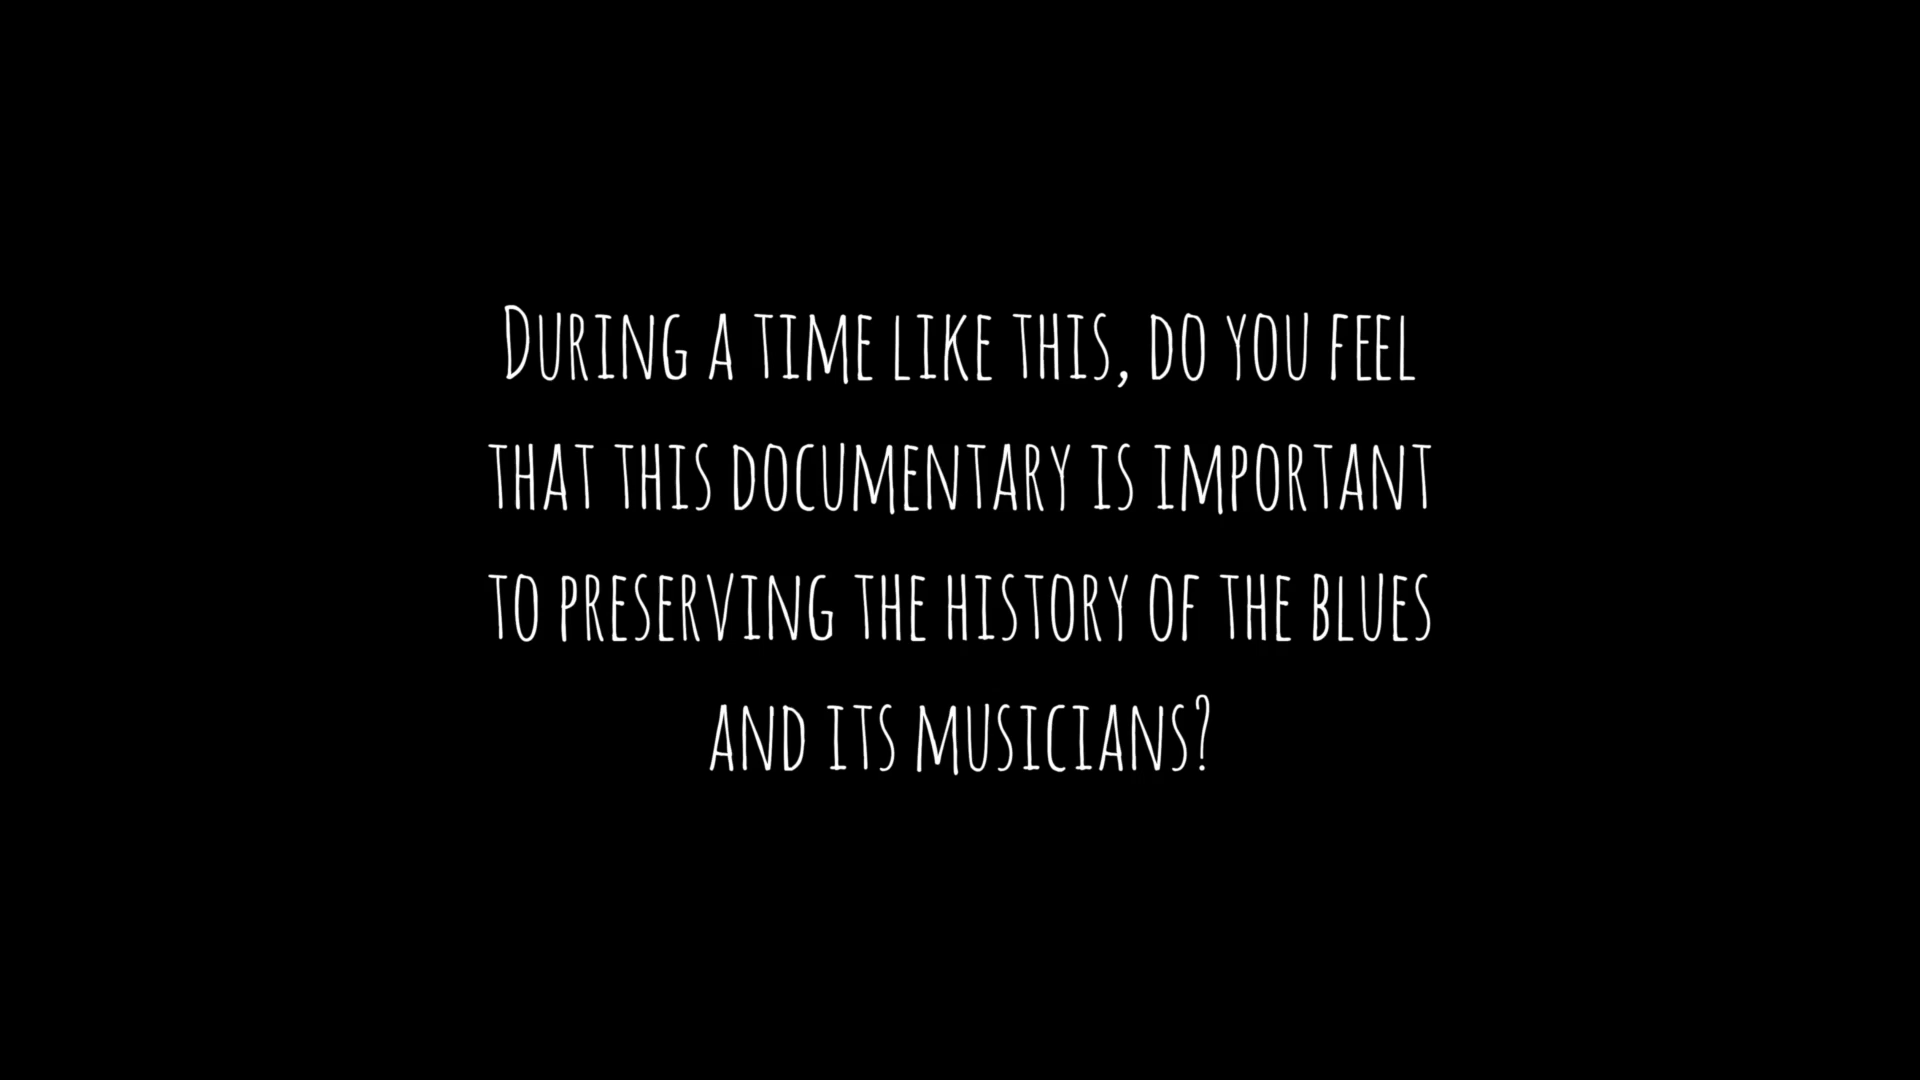 During a time like this, do you feel
that this documentary is important
to preserving the history of the blues
and its musicians?